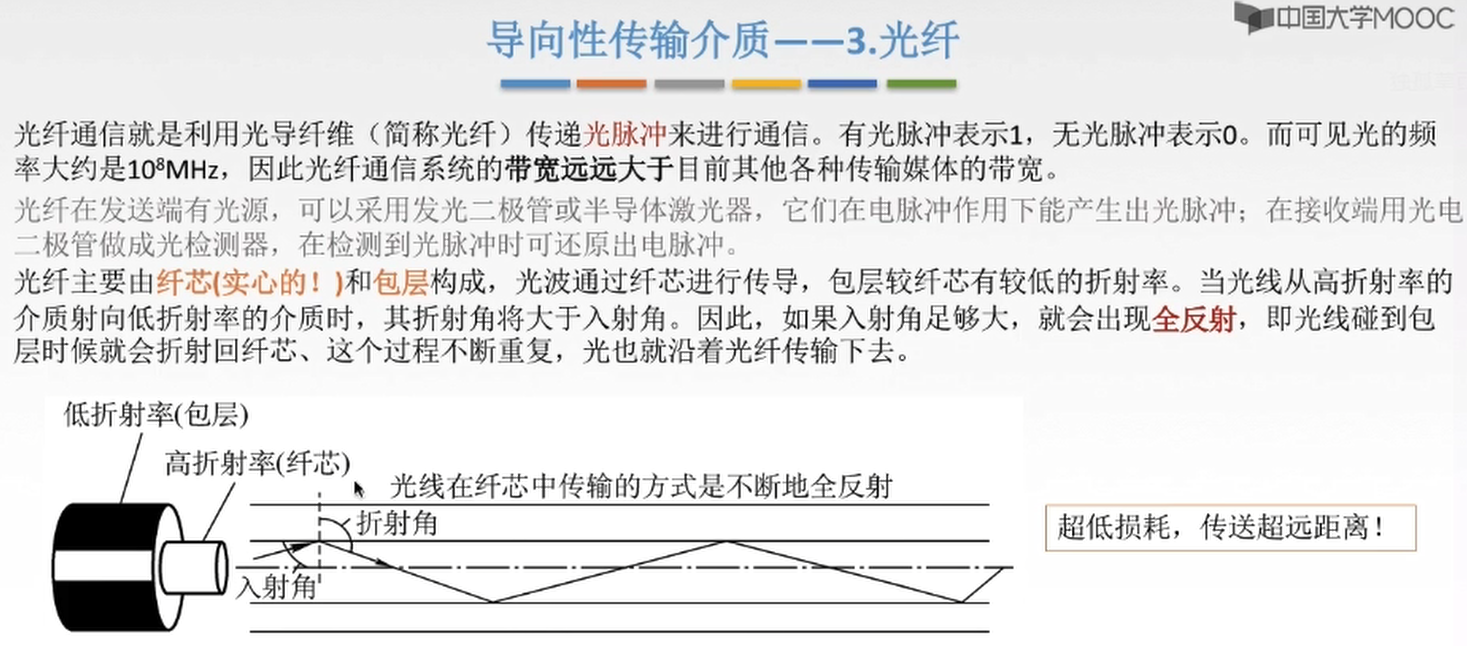 中国大学MOOC
导向性传输介质——3.光纤
光纤通信就是利用光导纤维（简称光纤）传递光脉冲来进行通信。有光脉冲表示1，无光脉冲表示0。而可见光的频
率大约是10⁸MHz，因此光纤通信系统的带宽远远大于目前其他各种传输媒体的带宽。
光纤在发送端有光源，可以采用发光二极管或半导体激光器，它们在电脉冲作用下能产生出光脉冲；在接收端用光电
二极管做成光检测器，在检测到光脉冲时可还原出电脉冲。
光纤主要由纤芯(实心的！)和包层构成，光波通过纤芯进行传导，包层较纤芯有较低的折射率。当光线从高折射率的
介质射向低折射率的介质时，其折射角将大于入射角。因此，如果入射角足够大，就会出现全反射，即光线碰到包
层时候就会折射回纤芯、这个过程不断重复，光也就沿着光纤传输下去。
低折射率(包层)
高折射率(纤芯)
光线在纤芯中传输的方式是不断地全反射
折射角
入射角
超低损耗，传送超远距离！